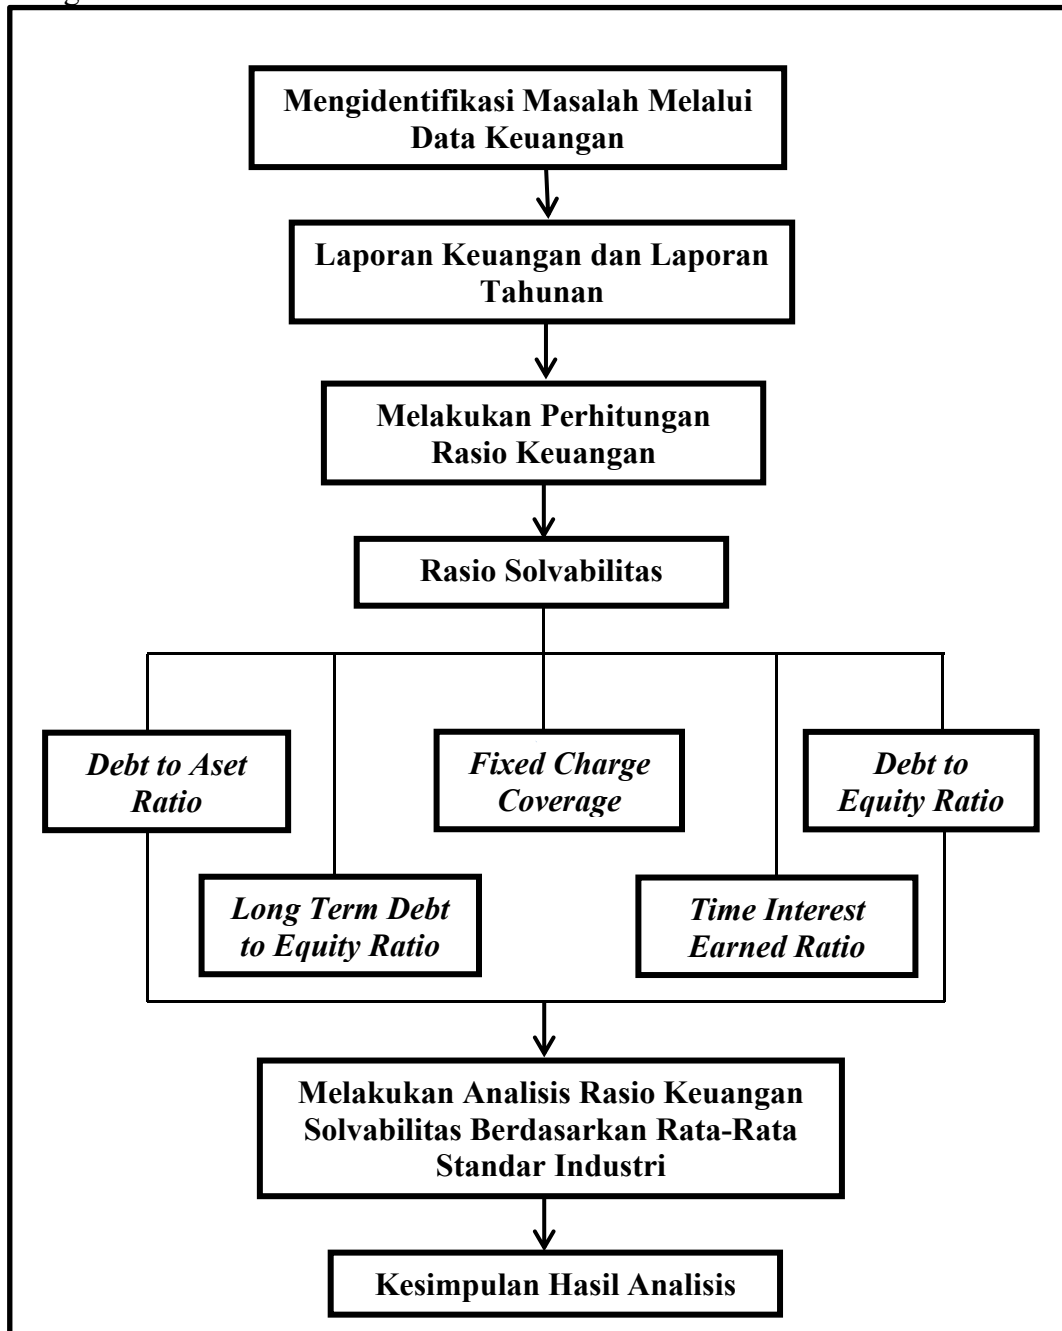 Mengidentifikasi Masalah Melalui
Data Keuangan
Laporan Keuangan dan Laporan
Tahunan
Melakukan Perhitungan
Rasio Keuangan
Rasio Solvabilitas
Debt to Aset
Ratio
Fixed Charge
Coverage
Debt to
Equity Ratio
Long Term Debt
to Equity Ratio
Time Interest
Earned Ratio
Melakukan Analisis Rasio Keuangan
Solvabilitas Berdasarkan Rata-Rata
Standar Industri
Kesimpulan Hasil Analisis